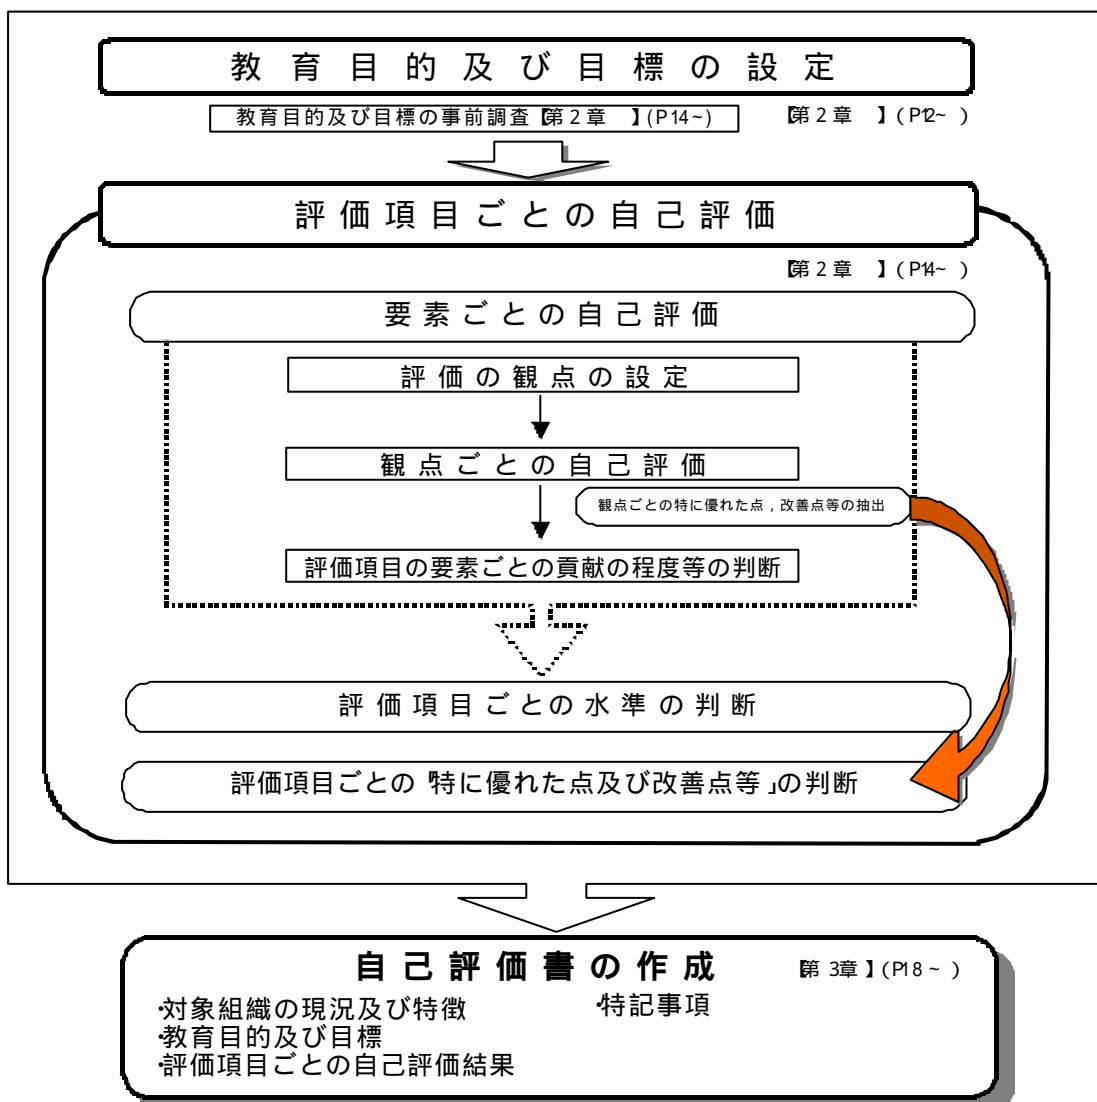 教育目的及び目標の設定
教育目的及び目標の事前調査【第2章　】(P14~) 【第2章　】(P12~ )
評価項目ごとの自己評価
【第2章　】(P14~ )
要素ごとの自己評価
評価の観点の設定
観点ごとの自己評価
観点ごとの特に優れた点，改善点等の抽出
評価項目の要素ごとの貢献の程度等の判断
評価項目ごとの水準の判断
評価項目ごとの「特に優れた点及び改善点等」の判断
自己評価書の作成 【第3章】(P18~ )
・対象組織の現況及び特徴 ・特記事項
・教育目的及び目標
・評価項目ごとの自己評価結果